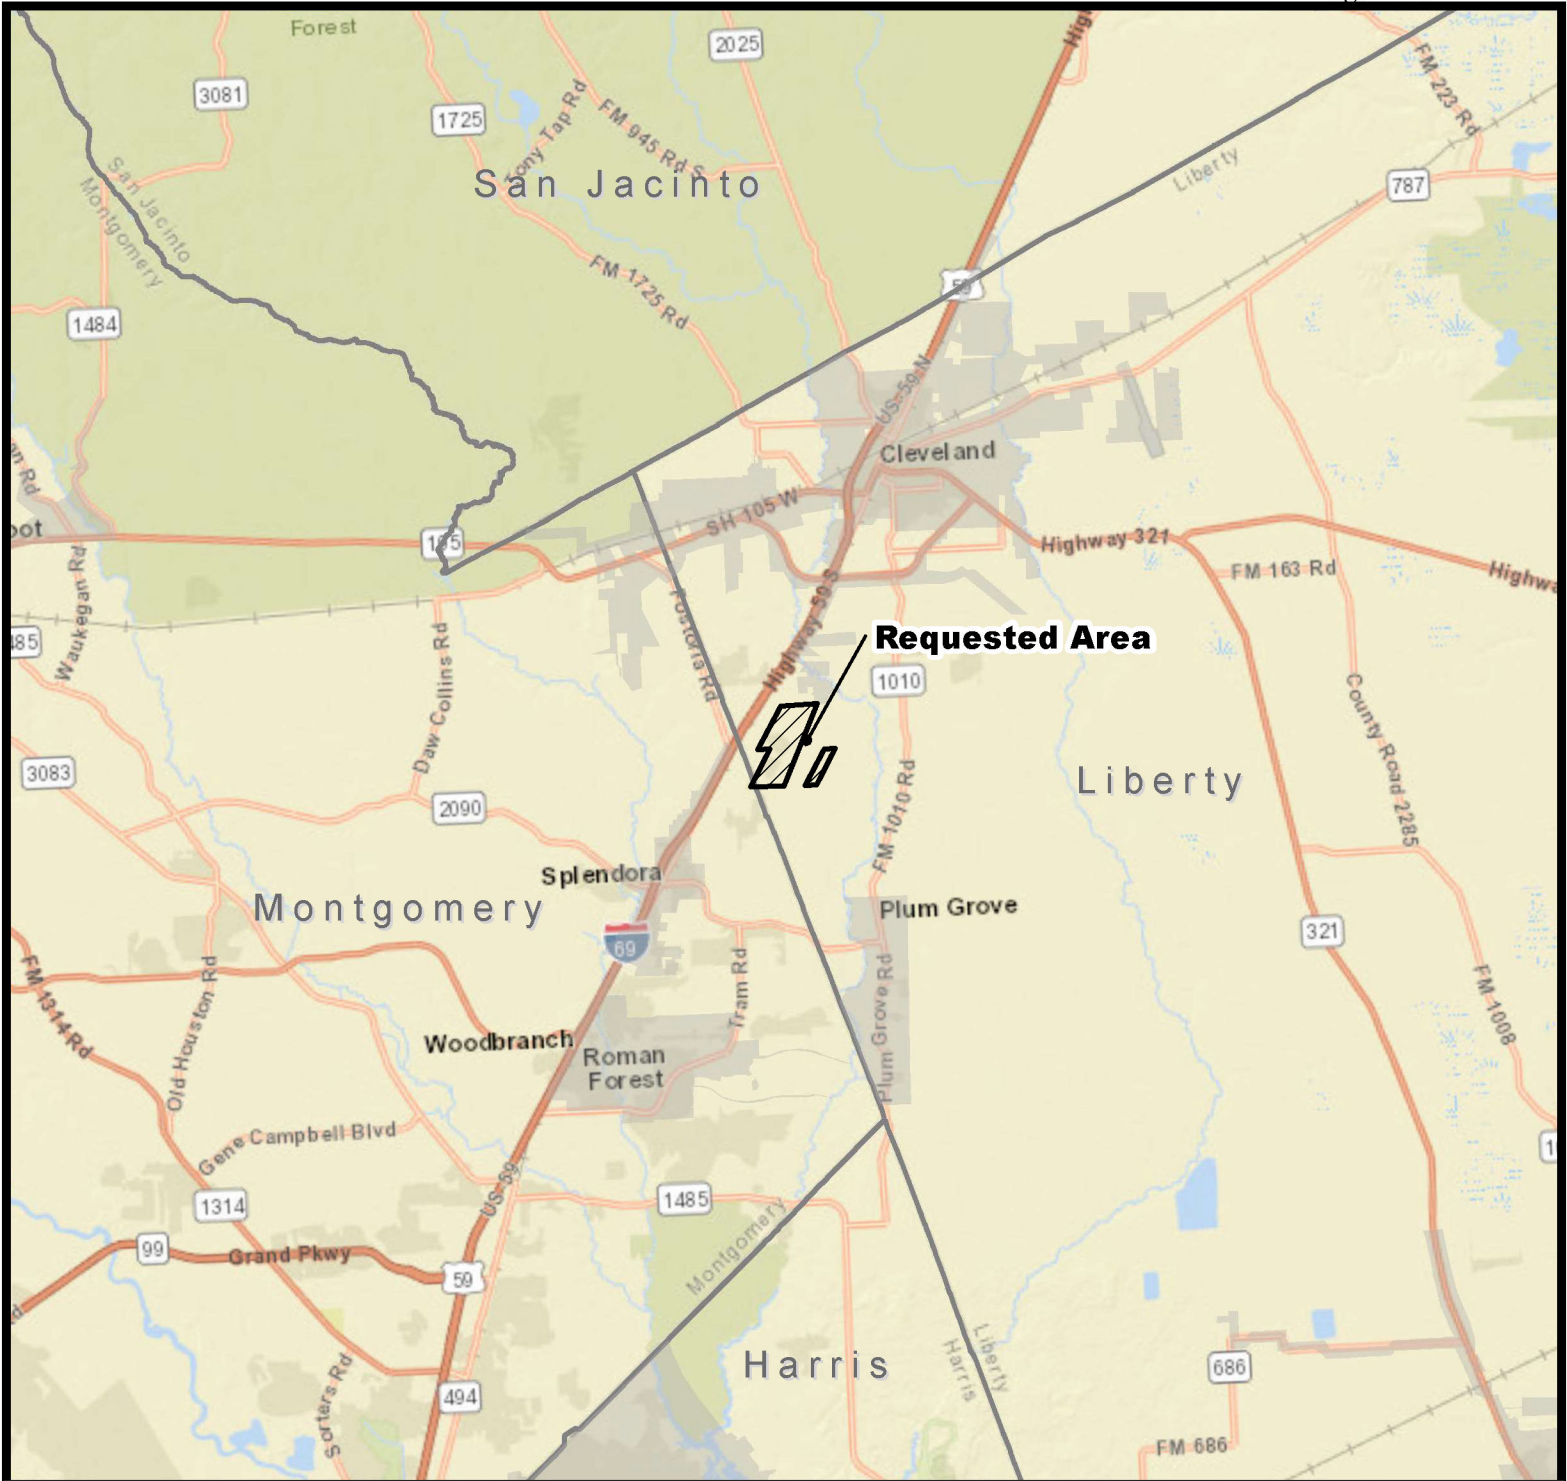 Forest
2025
High
FM 223 Rd
3081
1725
Tony Tap Rd
FM 945 Rd S
San Jacinto
San Jacinto
Montgomery
Liberty
787
FM 1725 Rd
59
1484
US-59 N
Cleveland
SH 105 W
105
Highway 321
Highwa
FM 163 Rd
Waukegan Rd
485
Daw Collins Rd
Fostoria Rd
Highway 59 S
Requested Area
1010
County Road 2285
3083
2090
FM 1010 Rd
Liberty
Splendora
Montgomery
Plum Grove
69
321
FM 1314 Rd
Old Houston Rd
Tram Rd
Plum Grove Rd
FM 1008
Woodbranch
Roman
Forest
Gene Campbell Blvd
US-59
1314
1485
Montgomery
99
Grand Pkwy
59
Harris
Liberty
Harris
686
Sorters Rd
494
FM 686